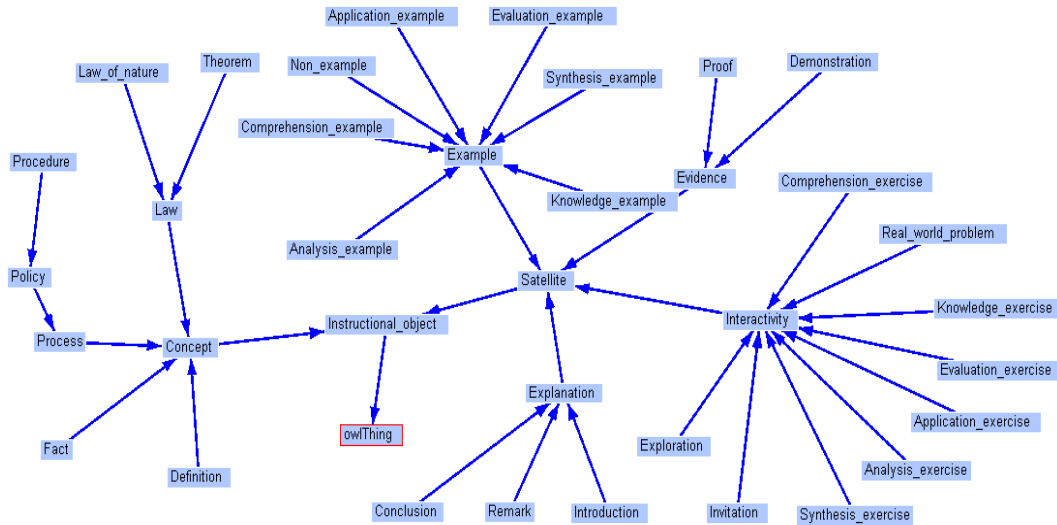 Application_example
Evaluation_example
Law_of_nature
Theorem
Non_example
Synthesis_example
Proof
Demonstration
Comprehension_example
Example
Procedure
Evidence
Comprehension_exercise
Knowledge_example
Law
Real_world_problem
Analysis_example
Policy
Satellite
Knowledge_exercise
Process
Concept
Instructional_object
Interactivity
Evaluation_exercise
Explanation
owlThing
Application_exercise
Fact
Exploration
Definition
Analysis_exercise
Conclusion
Remark
Introduction
Invitation
Synthesis_exercise